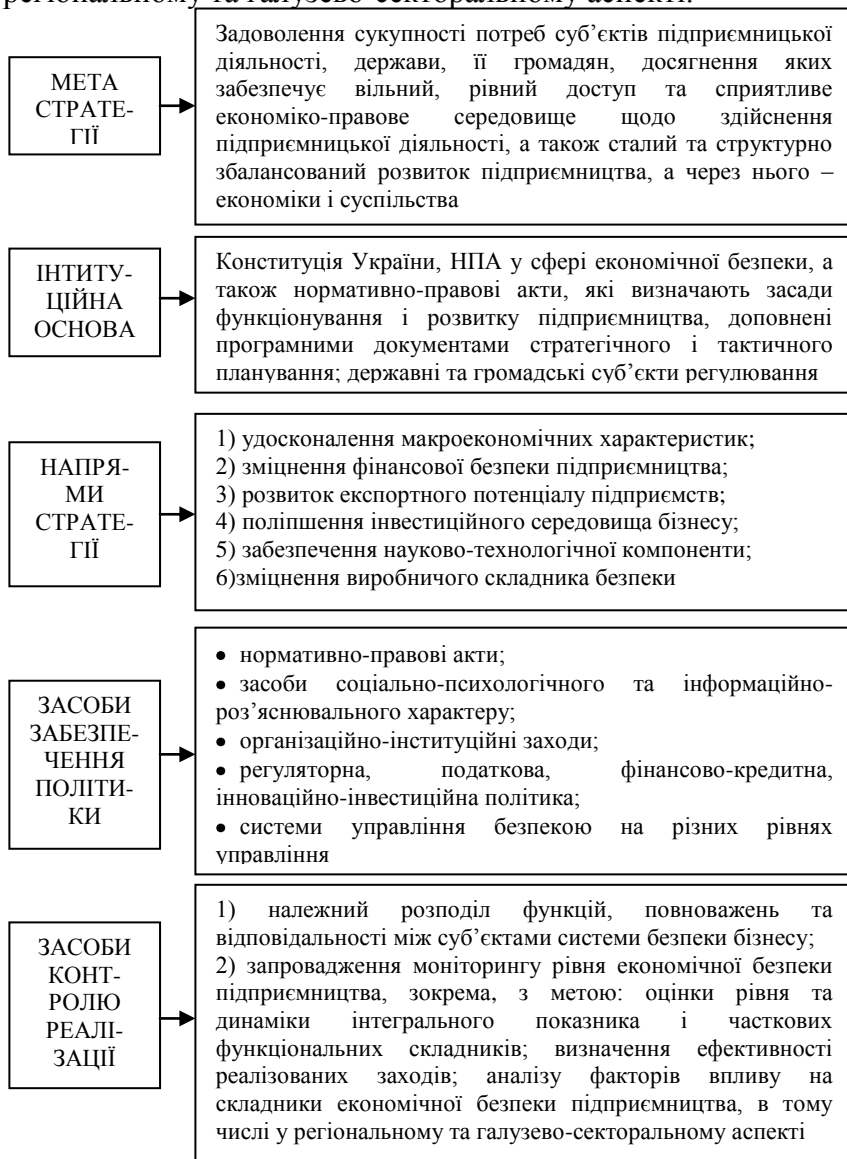 регіональному та галузево-секторальному аспекті.
МЕТА
СТРАТЕ-
ГІЇ
Задоволення сукупності потреб суб’єктів підприємницької
діяльності, держави, її громадян, досягнення яких
забезпечує вільний, рівний доступ та сприятливе
економіко-правове середовище щодо здійснення
підприємницької діяльності, а також сталий та структурно
збалансований розвиток підприємництва, а через нього –
економіки і суспільства
ІНТИТУ-
ЦІЙНА
ОСНОВА
Конституція України, НПА у сфері економічної безпеки, а
також нормативно-правові акти, які визначають засади
функціонування і розвитку підприємництва, доповнені
програмними документами стратегічного і тактичного
планування; державні та громадські суб’єкти регулювання
НАПРЯ-
МИ
СТРАТЕ-
ГІЇ
1) удосконалення макроекономічних характеристик;
2) зміцнення фінансової безпеки підприємництва;
3) розвиток експортного потенціалу підприємств;
4) поліпшення інвестиційного середовища бізнесу;
5) забезпечення науково-технологічної компоненти;
6)зміцнення виробничого складника безпеки
ЗАСОБИ
ЗАБЕЗПЕ-
ЧЕННЯ
ПОЛІТИ-
КИ
• нормативно-правові акти;
• засоби соціально-психологічного та інформаційно-
роз’яснювального характеру;
• організаційно-інституційні заходи;
• регуляторна, податкова, фінансово-кредитна,
інноваційно-інвестиційна політика;
• системи управління безпекою на різних рівнях
управління
ЗАСОБИ
КОНТ-
РОЛЮ
РЕАЛІ-
ЗАЦІЇ
1) належний розподіл функцій, повноважень та
відповідальності між суб’єктами системи безпеки бізнесу;
2) запровадження моніторингу рівня економічної безпеки
підприємництва, зокрема, з метою: оцінки рівня та
динаміки інтегрального показника і часткових
функціональних складників; визначення ефективності
реалізованих заходів; аналізу факторів впливу на
складники економічної безпеки підприємництва, в тому
числі у регіональному та галузево-секторальному аспекті